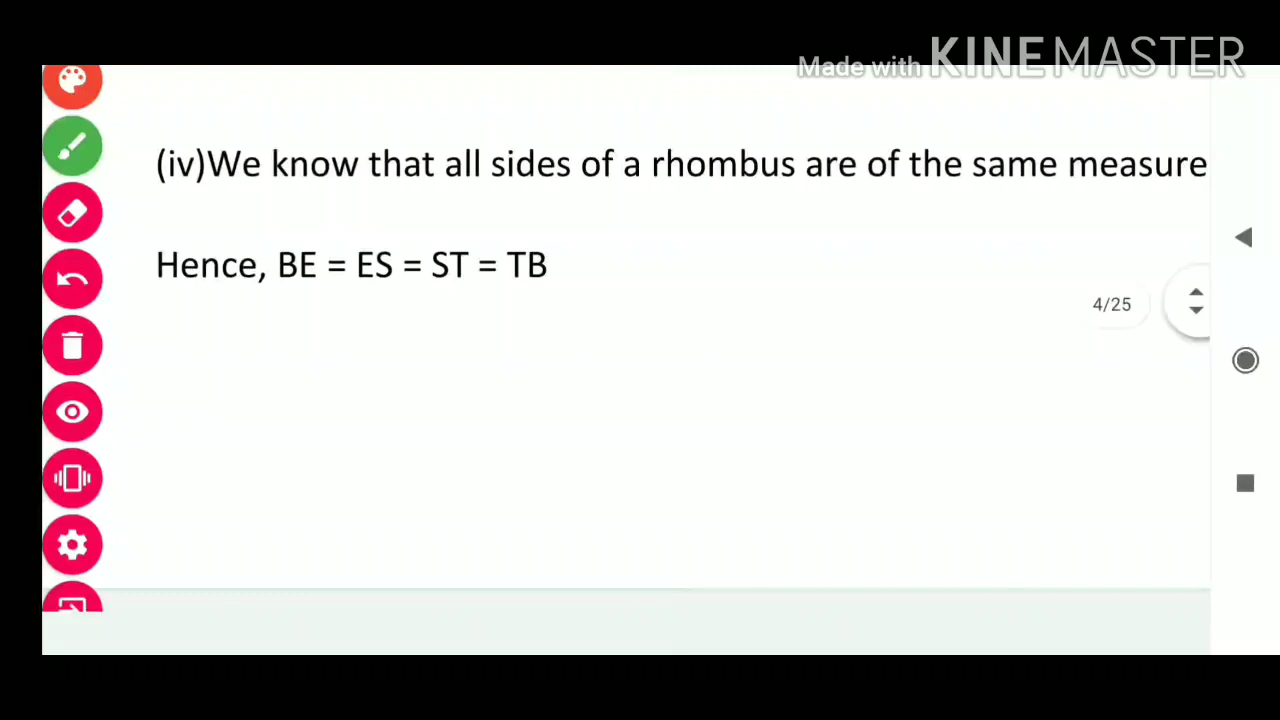 Made with KINEMASTER
(iv)We know that all sides of a rhombus are of the same measure
Hence, BE = ES = ST = TB
4/25